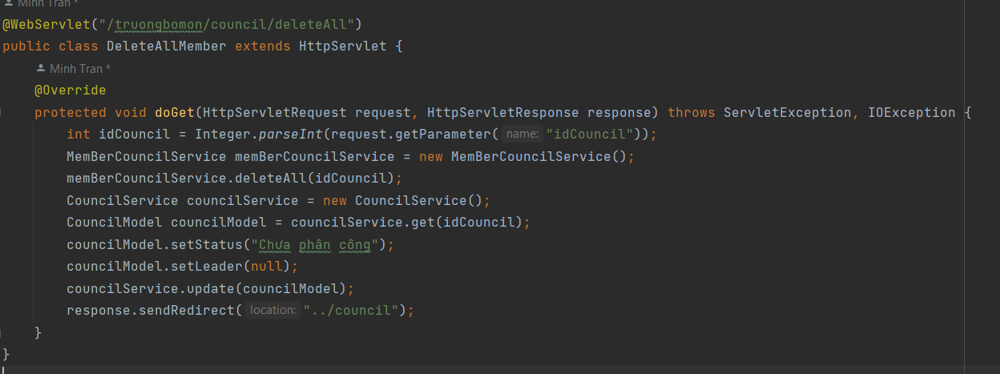 Minh Tran *
@WebServlet("/truongbomon/council/deleteAll")
public class DeleteAllMember extends HttpServlet {
Minh Tran *
@Override
protected void doGet(HttpServletRequest request, HttpServletResponse response) throws ServletException, IOException {
int idCouncil = Integer.parseInt(request.getParameter( name: "idCouncil"));
MemBerCouncilService memBerCouncilService = new MemBerCouncilService();
memBerCouncilService.deleteAll(idCouncil);
CouncilService councilService = new CouncilService();
CouncilModel councilModel = councilService.get(idCouncil);
councilModel.setStatus("Chưa phân công");
councilModel.setLeader(null);
councilService.update(councilModel);
response.sendRedirect( location: "../council");
}
}